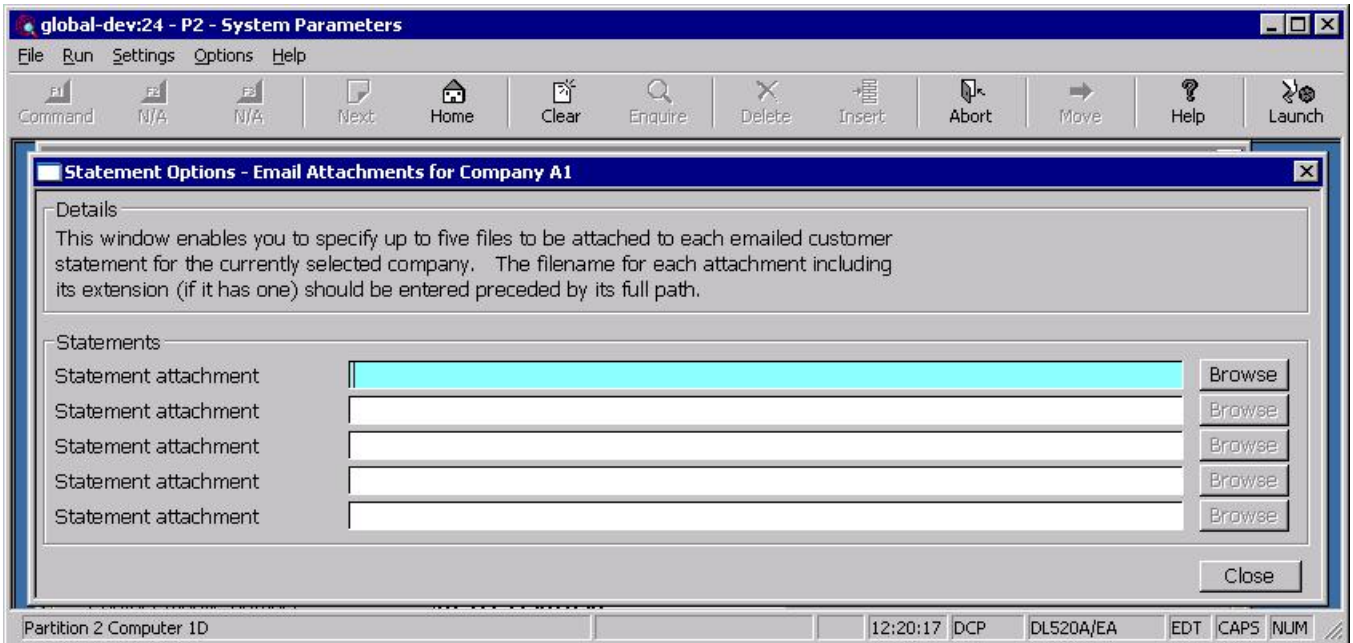 global-dev:24 - P2 - System Parameters
File Run Settings Options Help
F1 F2 F3
Command N/A N/A Next Home Clear Enquire Delete Insert Abort Move Help Launch
Statement Options - Email Attachments for Company A1
Details
This window enables you to specify up to five files to be attached to each emailed customer
statement for the currently selected company. The filename for each attachment including
its extension (if it has one) should be entered preceded by its full path.
Statements
Statement attachment Browse
Statement attachment Browse
Statement attachment Browse
Statement attachment Browse
Statement attachment Browse
Close
Partition 2 Computer 1D 12:20:17 DCP DL520A/EA EDT CAPS NUM